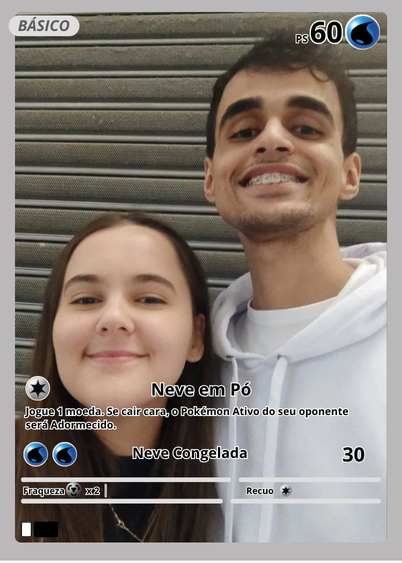 BÁSICO
PS 60
Neve em Pó
Jogue 1 moeda. Se cair cara, o Pokémon Ativo do seu oponente
será Adormecido.
Neve Congelada 30
Fraqueza x2 Recuo